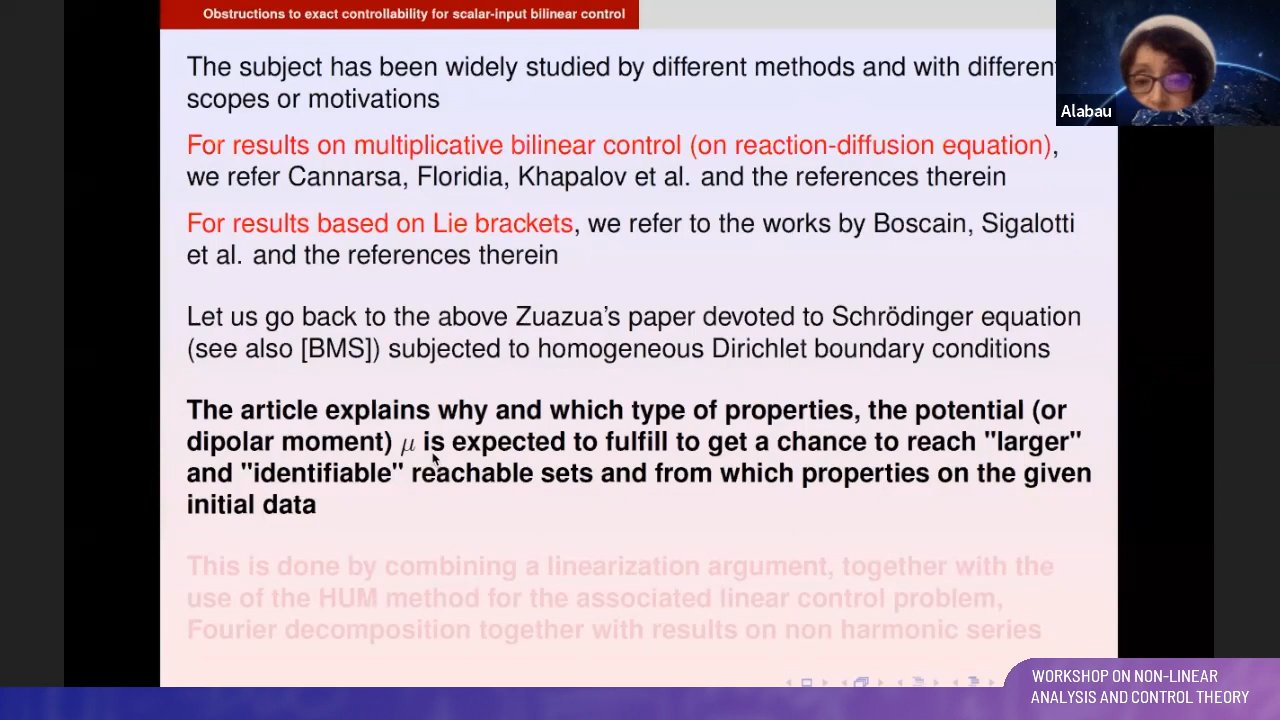 Obstructions to exact controllability for scalar-input bilinear control
The subject has been widely studied by different methods and with different
scopes or motivations
For results on multiplicative bilinear control (on reaction-diffusion equation),
we refer Cannarsa, Floridia, Khapalov et al. and the references therein
For results based on Lie brackets, we refer to the works by Boscain, Sigalotti
et al. and the references therein
Let us go back to the above Zuazua's paper devoted to Schrödinger equation
(see also [BMS]) subjected to homogeneous Dirichlet boundary conditions
The article explains why and which type of properties, the potential (or
dipolar moment) μ is expected to fulfill to get a chance to reach "larger"
and "identifiable" reachable sets and from which properties on the given
initial data
This is done by combining a linearization argument, together with the
use of the HUM method for the associated linear control problem,
Fourier decomposition together with results on non harmonic series
Alabau
WORKSHOP ON NON-LINEAR
ANALYSIS AND CONTROL THEORY